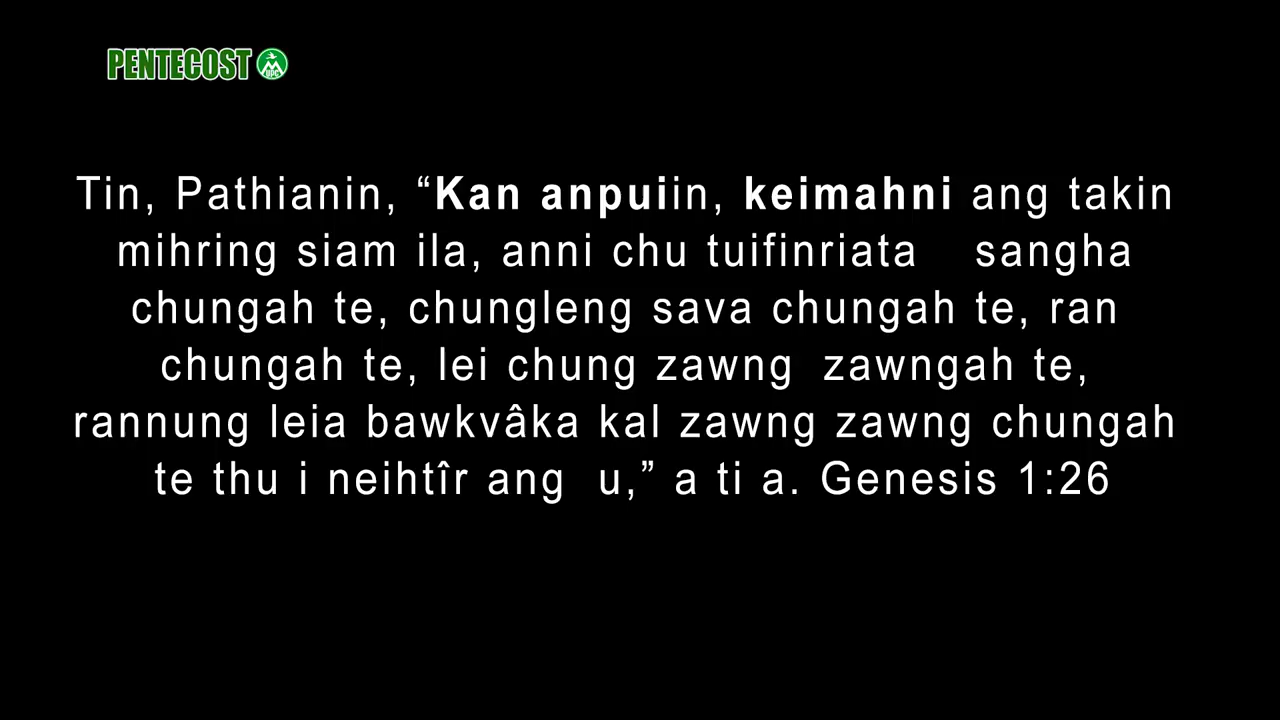 PENTECOST UPC
Tin, Pathianin, “Kan anpuiin, keimahni ang takin
mihring siam ila, anni chu tuifinriata sangha
chungah te, chungleng sava chungah te, ran
chungah te, lei chung zawng zawngah te,
rannung leia bawkvâka kal zawng zawng chungah
te thu i neihtîr ang u,” a ti a. Genesis 1:26